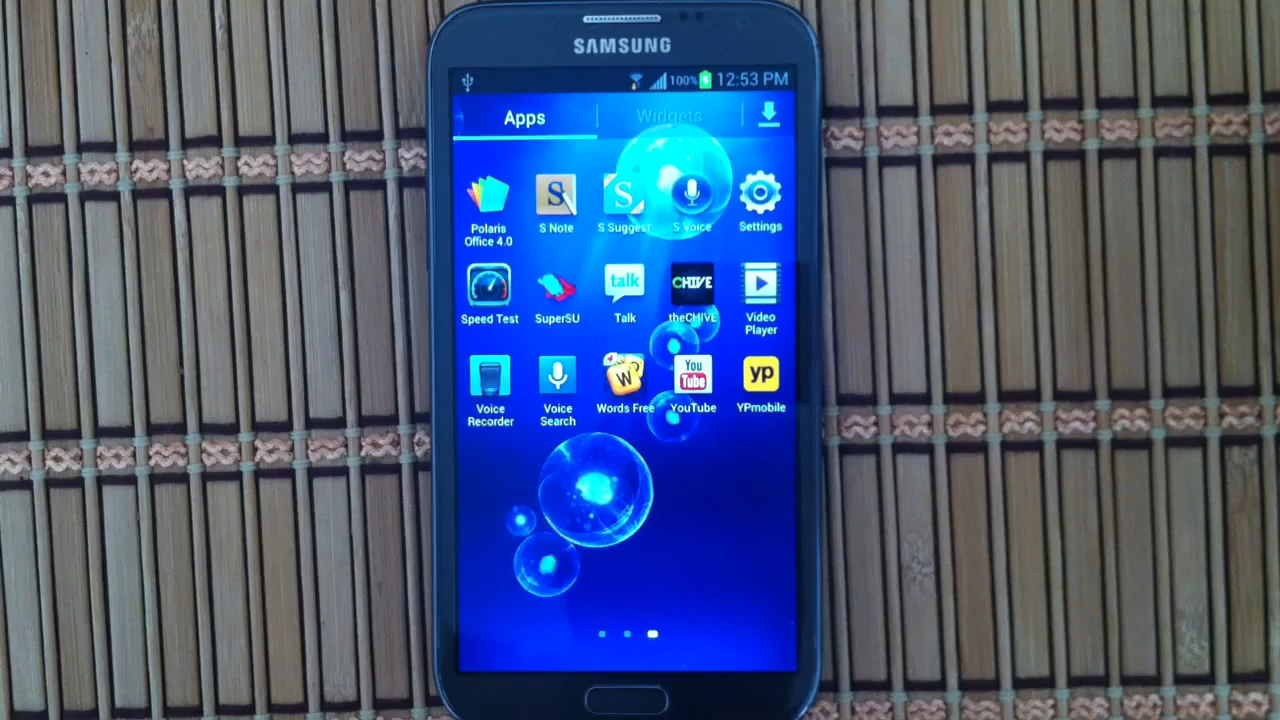 SAMSUNG
100% 12:53 PM
Apps Widgets
Polaris Office 4.0
S Note
S Suggest
S Voice
Settings
Speed Test
SuperSU
talk
Talk
CHIVE
theCHIVE
Video Player
Voice Recorder
Voice Search
W
Words Free
You Tube
YouTube
yp
YPmobile